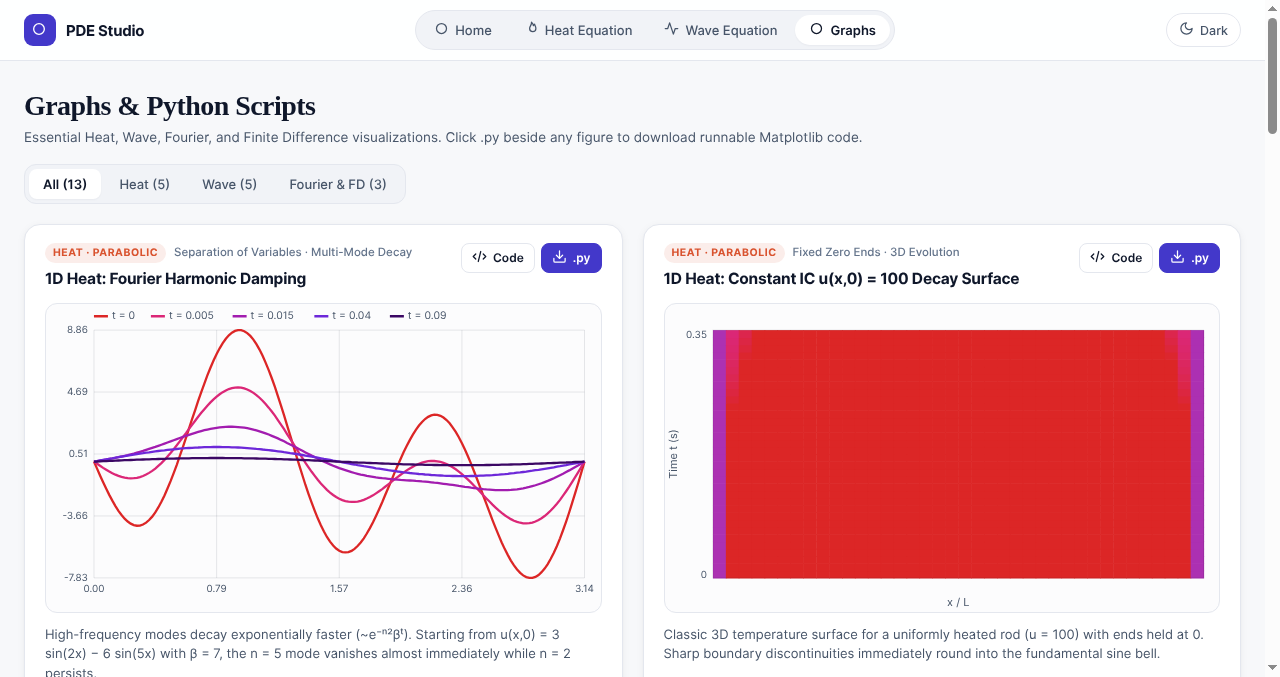 PDE Studio
Home
Heat Equation
Wave Equation
Graphs
Dark
Graphs & Python Scripts
Essential Heat, Wave, Fourier, and Finite Difference visualizations. Click .py beside any figure to download runnable Matplotlib code.
All (13)
Heat (5)
Wave (5)
Fourier & FD (3)
HEAT · PARABOLIC
Separation of Variables · Multi-Mode Decay
</> Code
.py
1D Heat: Fourier Harmonic Damping
t = 0
t = 0.005
t = 0.015
t = 0.04
t = 0.09
8.86
4.69
0.51
-3.66
-7.83
0.00
0.79
1.57
2.36
3.14
High-frequency modes decay exponentially faster (~e⁻ⁿ²βᵗ). Starting from u(x,0) = 3
sin(2x) − 6 sin(5x) with β = 7, the n = 5 mode vanishes almost immediately while n = 2
persists.
HEAT · PARABOLIC
Fixed Zero Ends · 3D Evolution
</> Code
.py
1D Heat: Constant IC u(x,0) = 100 Decay Surface
0.35
Time t (s)
0
x / L
Classic 3D temperature surface for a uniformly heated rod (u = 100) with ends held at 0.
Sharp boundary discontinuities immediately round into the fundamental sine bell.